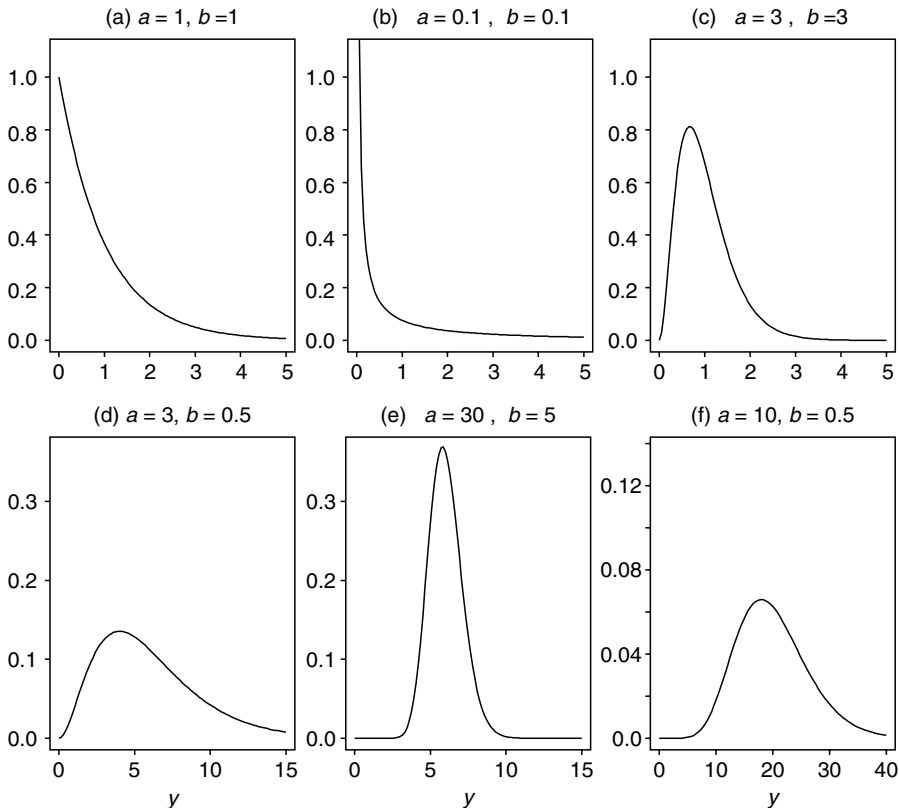 (a) a = 1, b =1
(b) a = 0.1 , b = 0.1
(c) a = 3 , b =3
1.0
0.8
0.6
0.4
0.2
0.0
0 1 2 3 4 5
1.0
0.8
0.6
0.4
0.2
0.0
0 1 2 3 4 5
1.0
0.8
0.6
0.4
0.2
0.0
0 1 2 3 4 5
(d) a = 3, b = 0.5
(e) a = 30 , b = 5
(f) a = 10, b = 0.5
0.3
0.2
0.1
0.0
0 5 10 15
y
0.3
0.2
0.1
0.0
0 5 10 15
y
0.12
0.08
0.04
0.0
0 10 20 30 40
y